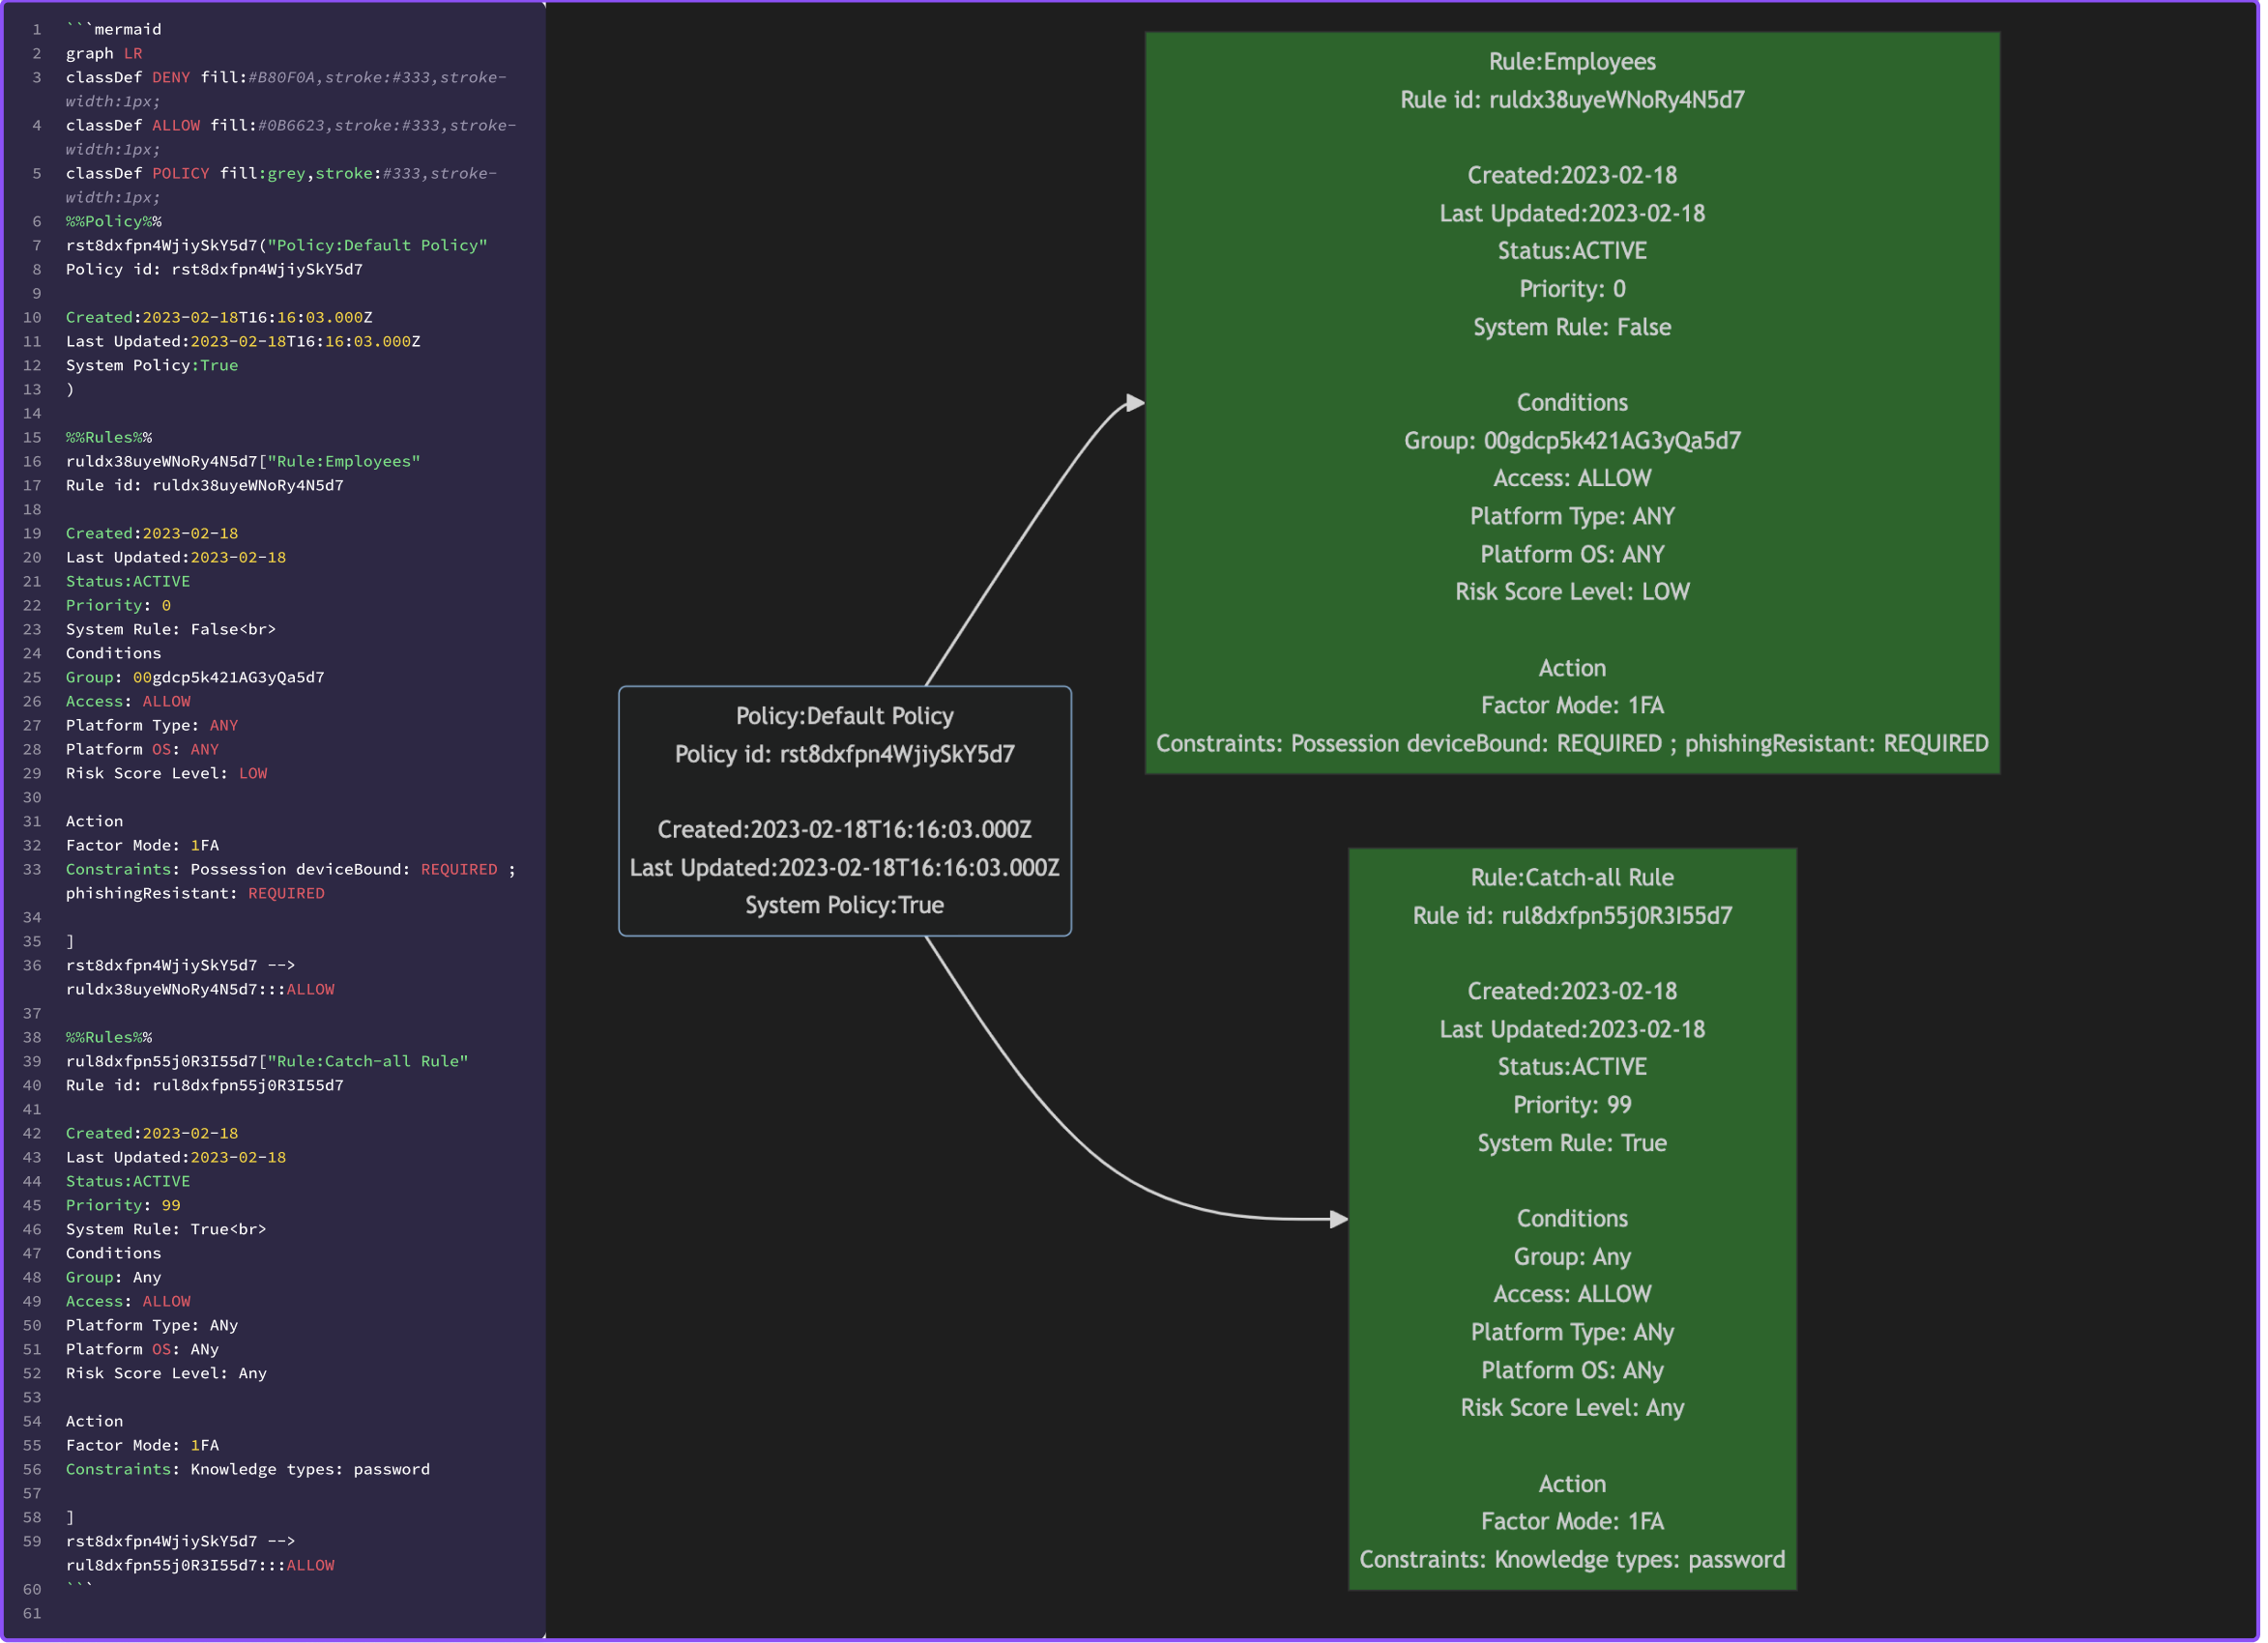 1 ```mermaid
2 graph LR
3 classDef DENY fill:#B80F0A,stroke:#333,stroke-
width:1px;
4 classDef ALLOW fill:#0B6623,stroke:#333,stroke-
width:1px;
5 classDef POLICY fill:grey,stroke:#333,stroke-
width:1px;
6 %%Policy%%
7 rst8dxfpn4WjiySkY5d7("Policy:Default Policy"
8 Policy id: rst8dxfpn4WjiySkY5d7
9
10 Created:2023-02-18T16:16:03.000Z
11 Last Updated:2023-02-18T16:16:03.000Z
12 System Policy:True
13 )
14
15 %%Rules%%
16 ruldx38uyeWNoRy4N5d7["Rule:Employees"
17 Rule id: ruldx38uyeWNoRy4N5d7
18
19 Created:2023-02-18
20 Last Updated:2023-02-18
21 Status:ACTIVE
22 Priority: 0
23 System Rule: False<br>
24 Conditions
25 Group: 00gdcp5k421AG3yQa5d7
26 Access: ALLOW
27 Platform Type: ANY
28 Platform OS: ANY
29 Risk Score Level: LOW
30
31 Action
32 Factor Mode: 1FA
33 Constraints: Possession deviceBound: REQUIRED ;
phishingResistant: REQUIRED
34
35 ]
36 rst8dxfpn4WjiySkY5d7 -->
ruldx38uyeWNoRy4N5d7:::ALLOW
37
38 %%Rules%%
39 rul8dxfpn55j0R3I55d7["Rule:Catch-all Rule"
40 Rule id: rul8dxfpn55j0R3I55d7
41
42 Created:2023-02-18
43 Last Updated:2023-02-18
44 Status:ACTIVE
45 Priority: 99
46 System Rule: True<br>
47 Conditions
48 Group: Any
49 Access: ALLOW
50 Platform Type: ANy
51 Platform OS: ANy
52 Risk Score Level: Any
53
54 Action
55 Factor Mode: 1FA
56 Constraints: Knowledge types: password
57
58 ]
59 rst8dxfpn4WjiySkY5d7 -->
rul8dxfpn55j0R3I55d7:::ALLOW
60 ```
61
Policy:Default Policy
Policy id: rst8dxfpn4WjiySkY5d7
Created:2023-02-18T16:16:03.000Z
Last Updated:2023-02-18T16:16:03.000Z
System Policy:True
Rule:Employees
Rule id: ruldx38uyeWNoRy4N5d7
Created:2023-02-18
Last Updated:2023-02-18
Status:ACTIVE
Priority: 0
System Rule: False
Conditions
Group: 00gdcp5k421AG3yQa5d7
Access: ALLOW
Platform Type: ANY
Platform OS: ANY
Risk Score Level: LOW
Action
Factor Mode: 1FA
Constraints: Possession deviceBound: REQUIRED ; phishingResistant: REQUIRED
Rule:Catch-all Rule
Rule id: rul8dxfpn55j0R3I55d7
Created:2023-02-18
Last Updated:2023-02-18
Status:ACTIVE
Priority: 99
System Rule: True
Conditions
Group: Any
Access: ALLOW
Platform Type: ANy
Platform OS: ANy
Risk Score Level: Any
Action
Factor Mode: 1FA
Constraints: Knowledge types: password